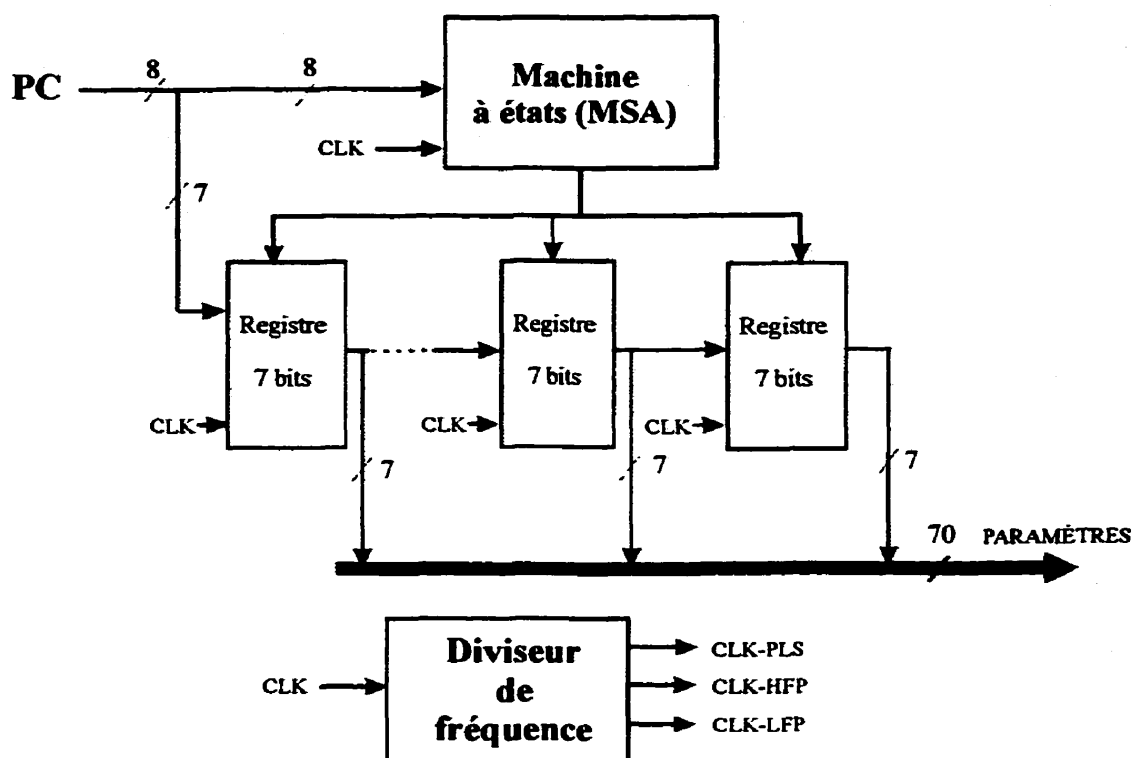 8
8
PC
Machine
à états (MSA)
CLK
7
Registre
7 bits
Registre
7 bits
Registre
7 bits
CLK
CLK
CLK
7
7
7
70
PARAMÈTRES
Diviseur
de
fréquence
CLK
CLK-PLS
CLK-HFP
CLK-LFP